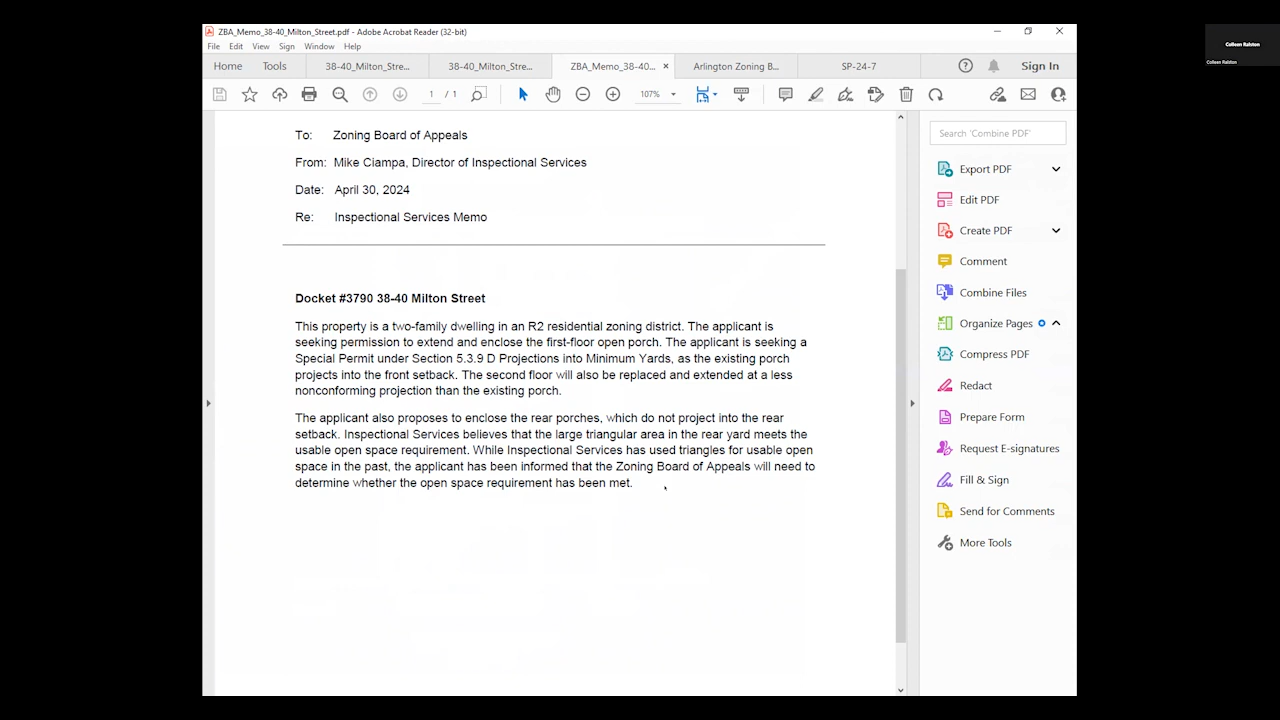 ZBA_Memo_38-40_Milton_Street.pdf - Adobe Acrobat Reader (32-bit)
File Edit View Sign Window Help
Home Tools 38-40_Milton_Stre... 38-40_Milton_Stre... ZBA_Memo_38-40... × Arlington Zoning B... SP-24-7 Sign In
1 / 1 107%
To: Zoning Board of Appeals
From: Mike Ciampa, Director of Inspectional Services
Date: April 30, 2024
Re: Inspectional Services Memo
Docket #3790 38-40 Milton Street
This property is a two-family dwelling in an R2 residential zoning district. The applicant is
seeking permission to extend and enclose the first-floor open porch. The applicant is seeking a
Special Permit under Section 5.3.9 D Projections into Minimum Yards, as the existing porch
projects into the front setback. The second floor will also be replaced and extended at a less
nonconforming projection than the existing porch.
The applicant also proposes to enclose the rear porches, which do not project into the rear
setback. Inspectional Services believes that the large triangular area in the rear yard meets the
usable open space requirement. While Inspectional Services has used triangles for usable open
space in the past, the applicant has been informed that the Zoning Board of Appeals will need to
determine whether the open space requirement has been met.
Search 'Combine PDF'
Export PDF
Edit PDF
Create PDF
Comment
Combine Files
Organize Pages
Compress PDF
Redact
Prepare Form
Request E-signatures
Fill & Sign
Send for Comments
More Tools
Colleen Ralston
Colleen Ralston